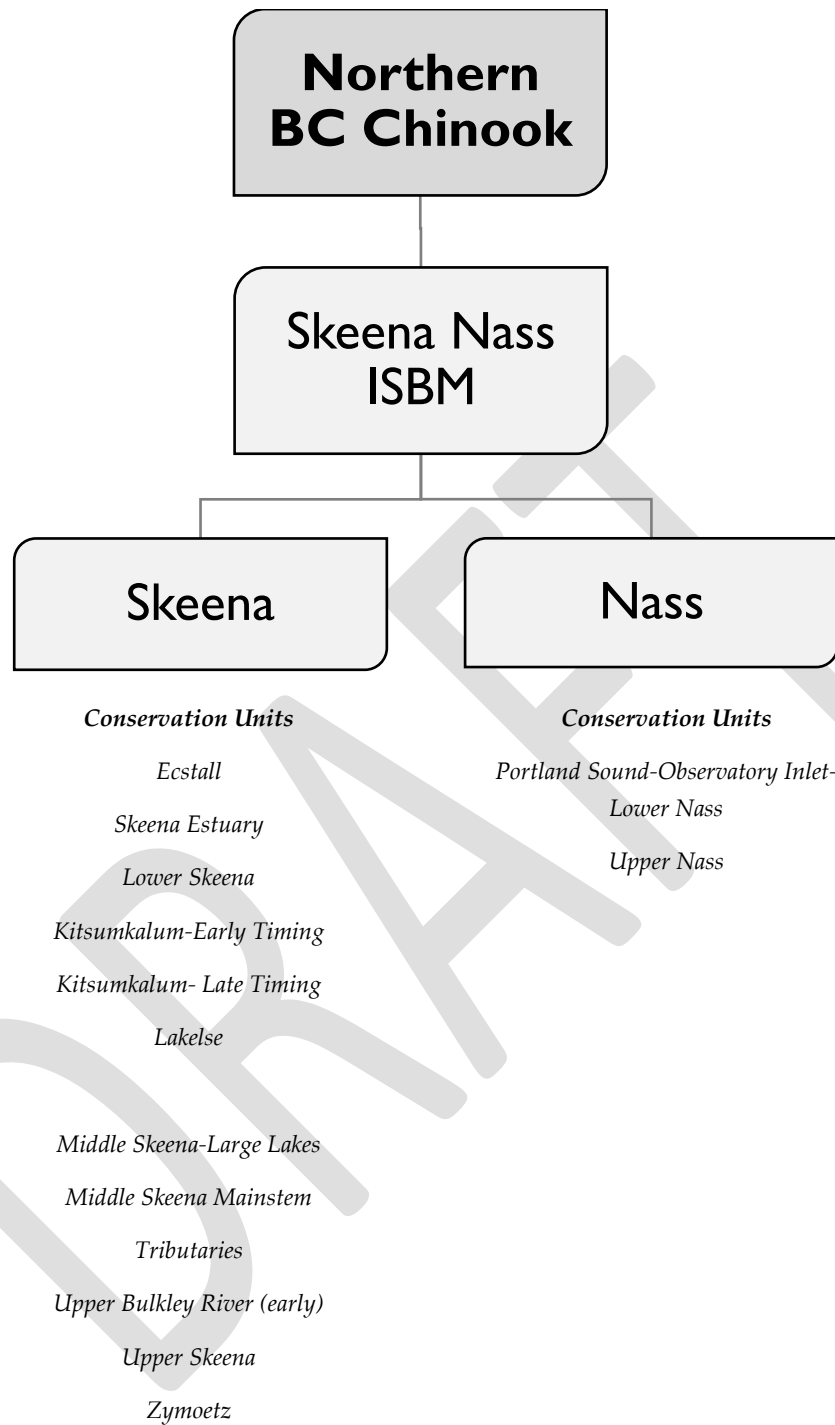 Northern
BC Chinook
Skeena Nass
ISBM
Skeena
Nass
Conservation Units
Ecstall
Skeena Estuary
Lower Skeena
Kitsumkalum-Early Timing
Kitsumkalum- Late Timing
Lakelse
Middle Skeena-Large Lakes
Middle Skeena Mainstem
Tributaries
Upper Bulkley River (early)
Upper Skeena
Zymoetz
Conservation Units
Portland Sound-Observatory Inlet-
Lower Nass
Upper Nass
DRAFT